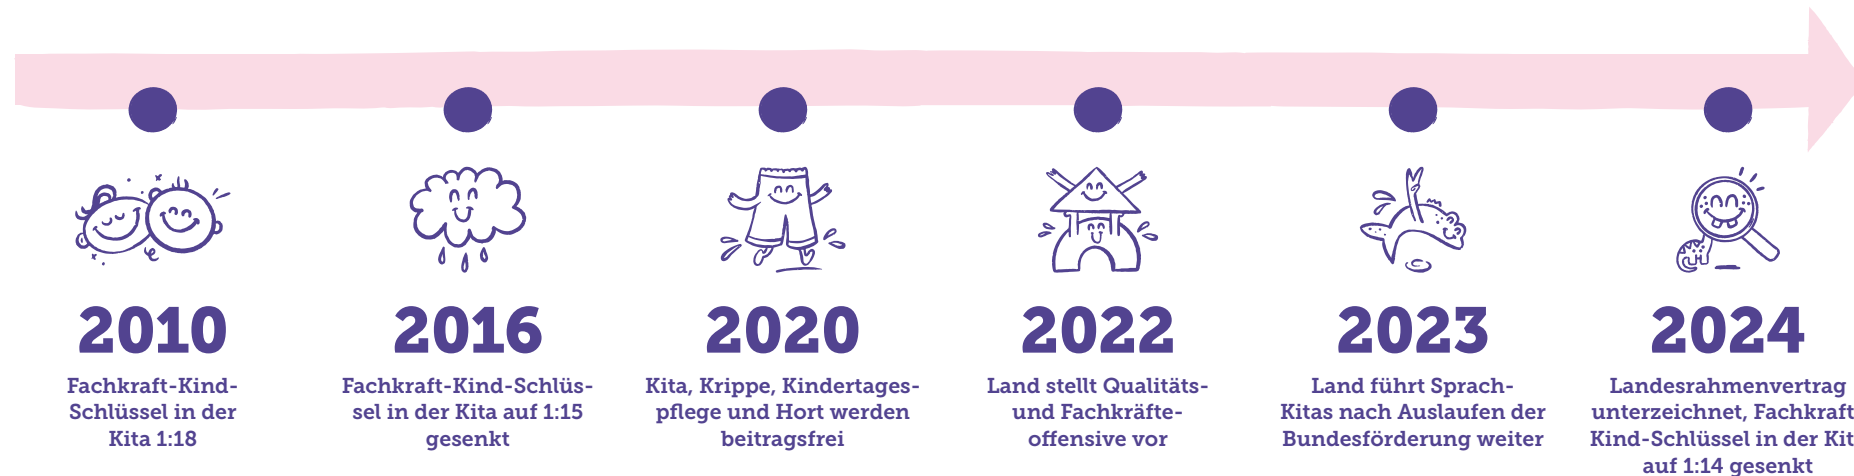 2010
Fachkraft-Kind-
Schlüssel in der
Kita 1:18
2016
Fachkraft-Kind-Schlüs-
sel in der Kita auf 1:15
gesenkt
2020
Kita, Krippe, Kindertages-
pflege und Hort werden
beitragsfrei
2022
Land stellt Qualitäts-
und Fachkräfte-
offensive vor
2023
Land führt Sprach-
Kitas nach Auslaufen der
Bundesförderung weiter
2024
Landesrahmenvertrag
unterzeichnet, Fachkraft
Kind-Schlüssel in der Kit
auf 1:14 gesenkt